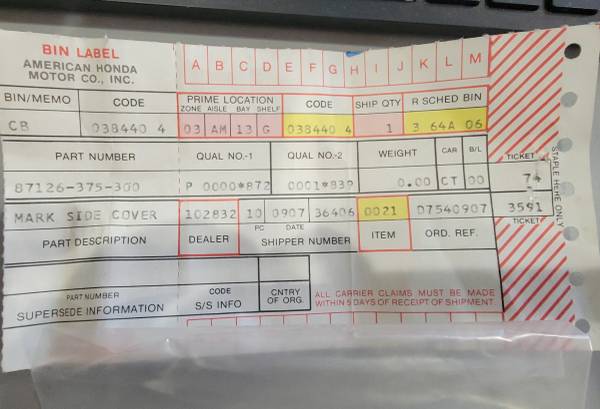 BIN LABEL
AMERICAN HONDA
MOTOR CO., INC.
A B C D E F G H I J K L M
BIN/MEMO CODE PRIME LOCATION CODE SHIP QTY R SCHED BIN
ZONE AISLE BAY SHELF
CB 038440 4 03 AM 13 G 038440 4 1 3 64A 06
PART NUMBER QUAL NO.-1 QUAL NO.-2 WEIGHT CAR B/L TICKET
87126-375-300 P 0000*872 0001*839 0.00 CT 00 74
MARK SIDE COVER 102832 10 0907 36406 0021 07540907 3591
PART DESCRIPTION DEALER PC DATE SHIPPER NUMBER ITEM ORD. REF. TICKET
STAPLE HERE ONLY
PART NUMBER CODE CNTRY
SUPERSEDE INFORMATION S/S INFO OF ORG.
ALL CARRIER CLAIMS MUST BE MADE
WITHIN 5 DAYS OF RECEIPT OF SHIPMENT.